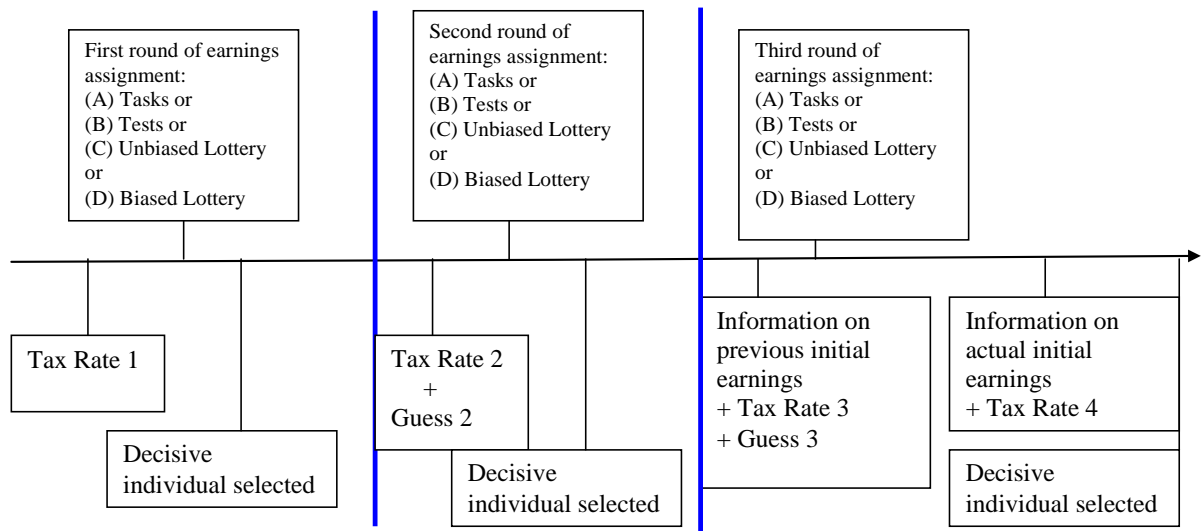 First round of earnings
assignment:
(A) Tasks or
(B) Tests or
(C) Unbiased Lottery
or
(D) Biased Lottery
Second round of
earnings assignment:
(A) Tasks or
(B) Tests or
(C) Unbiased Lottery
or
(D) Biased Lottery
Third round of
earnings assignment:
(A) Tasks or
(B) Tests or
(C) Unbiased Lottery
or
(D) Biased Lottery
Tax Rate 1
Decisive
individual selected
Tax Rate 2
+
Guess 2
Decisive
individual selected
Information on
previous initial
earnings
+ Tax Rate 3
+ Guess 3
Information on
actual initial
earnings
+ Tax Rate 4
Decisive
individual selected